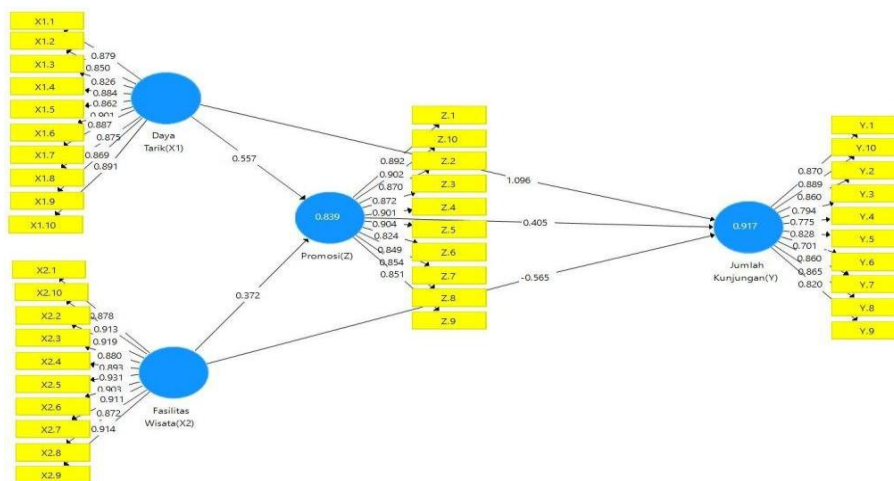 X1.1
X1.2
X1.3
X1.4
X1.5
X1.6
X1.7
X1.8
X1.9
X1.10
0.879
0.850
0.826
0.884
0.862
0.901
0.887
0.875
0.869
0.891
Daya
Tarik(X1)
0.557
X2.1
X2.10
X2.2
X2.3
X2.4
X2.5
X2.6
X2.7
X2.8
X2.9
0.878
0.913
0.919
0.880
0.893
0.931
0.903
0.911
0.872
0.914
Fasilitas
Wisata(X2)
0.372
0.839
Promosi(Z)
0.892
0.902
0.870
0.872
0.901
0.904
0.824
0.849
0.854
0.851
Z.1
Z.10
Z.2
Z.3
Z.4
Z.5
Z.6
Z.7
Z.8
Z.9
1.096
0.405
-0.565
0.917
Jumlah
Kunjungan(Y)
0.870
0.889
0.860
0.794
0.775
0.828
0.701
0.860
0.865
0.820
Y.1
Y.10
Y.2
Y.3
Y.4
Y.5
Y.6
Y.7
Y.8
Y.9